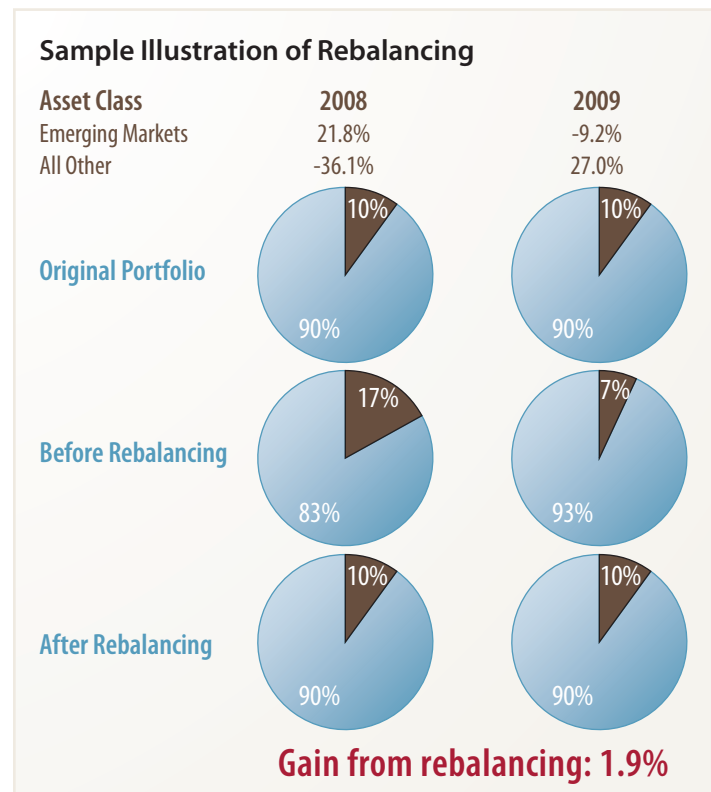 Sample Illustration of Rebalancing
Asset Class 2008 2009
Emerging Markets 21.8% -9.2%
All Other -36.1% 27.0%
10% 10%
Original Portfolio
90% 90%
17% 7%
Before Rebalancing
83% 93%
10% 10%
After Rebalancing
90% 90%
Gain from rebalancing: 1.9%